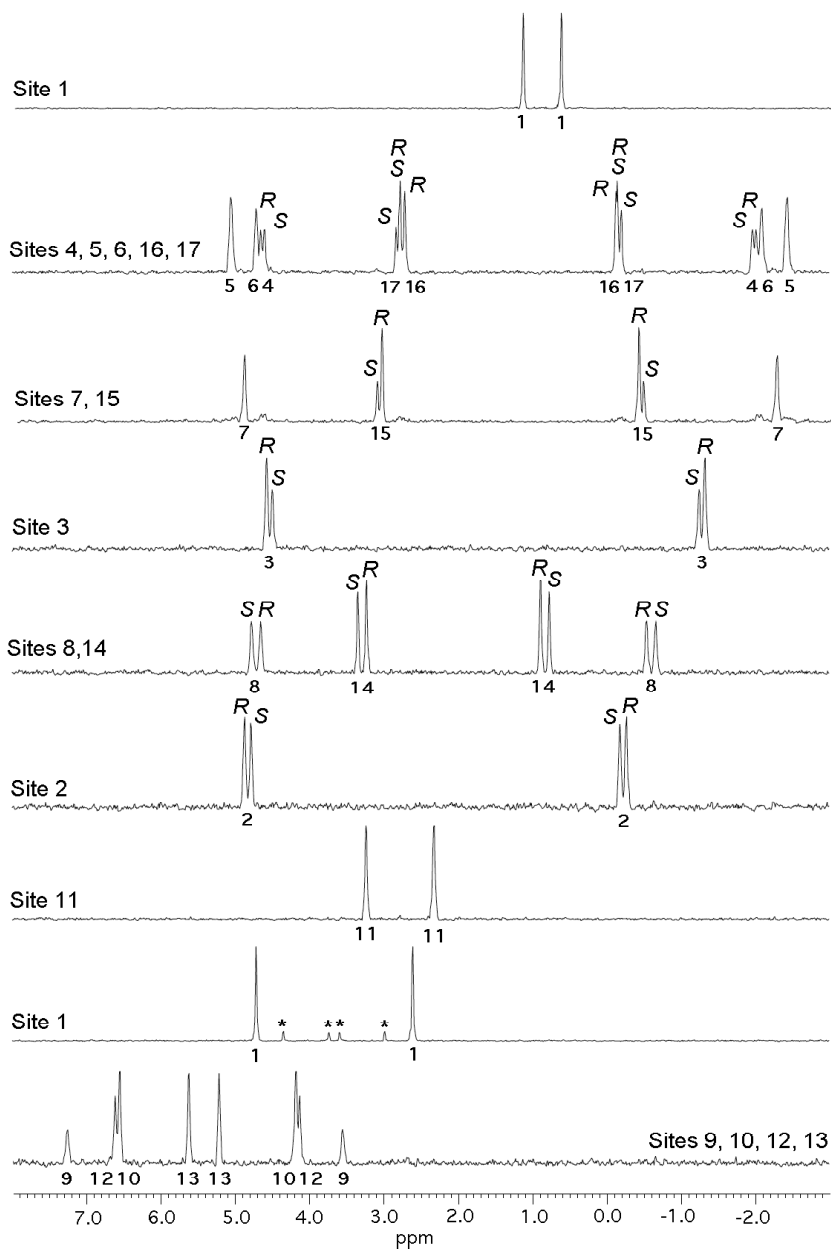 Site 1
1 1
R R
R S S
S R R S R S
R S
Sites 4, 5, 6, 16, 17
5 6 4 17 16 16 17 4 6 5
R R
S S
Sites 7, 15
7 15 15 7
R R
S S
Site 3
3 3
S R R S
S R R S
Sites 8,14
8 14 14 8
R S S R
Site 2
2 2
Site 11
11 11
Site 1
* * * *
1 1
Sites 9, 10, 12, 13
9 12 10 13 13 10 12 9
7.0 6.0 5.0 4.0 3.0 2.0 1.0 0.0 -1.0 -2.0
ppm